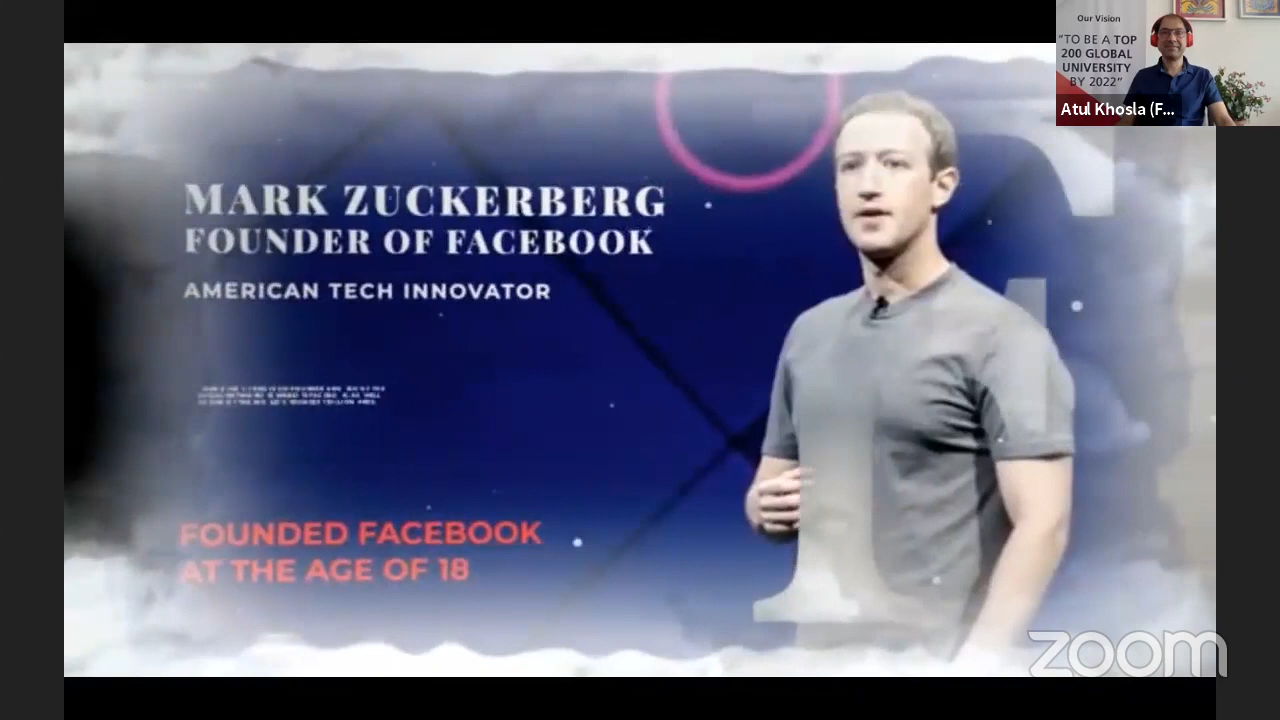 Our Vision
"TO BE A TOP
200 GLOBAL
UNIVERSITY
BY 2022"
Atul Khosla (F...
MARK ZUCKERBERG
FOUNDER OF FACEBOOK
AMERICAN TECH INNOVATOR
FOUNDED FACEBOOK
AT THE AGE OF 18
zoom